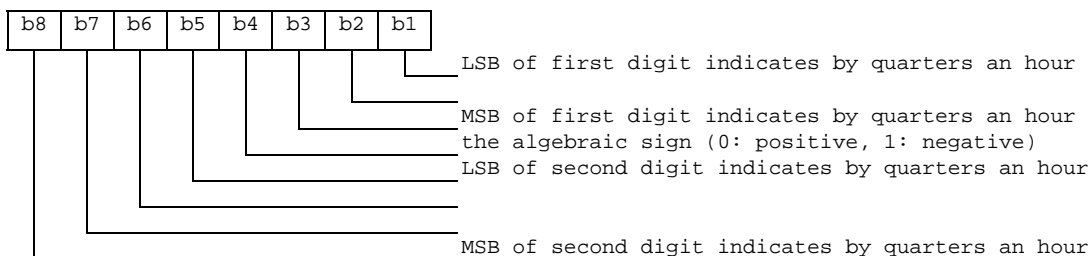 b8 b7 b6 b5 b4 b3 b2 b1
LSB of first digit indicates by quarters an hour
MSB of first digit indicates by quarters an hour
the algebraic sign (0: positive, 1: negative)
LSB of second digit indicates by quarters an hour
MSB of second digit indicates by quarters an hour